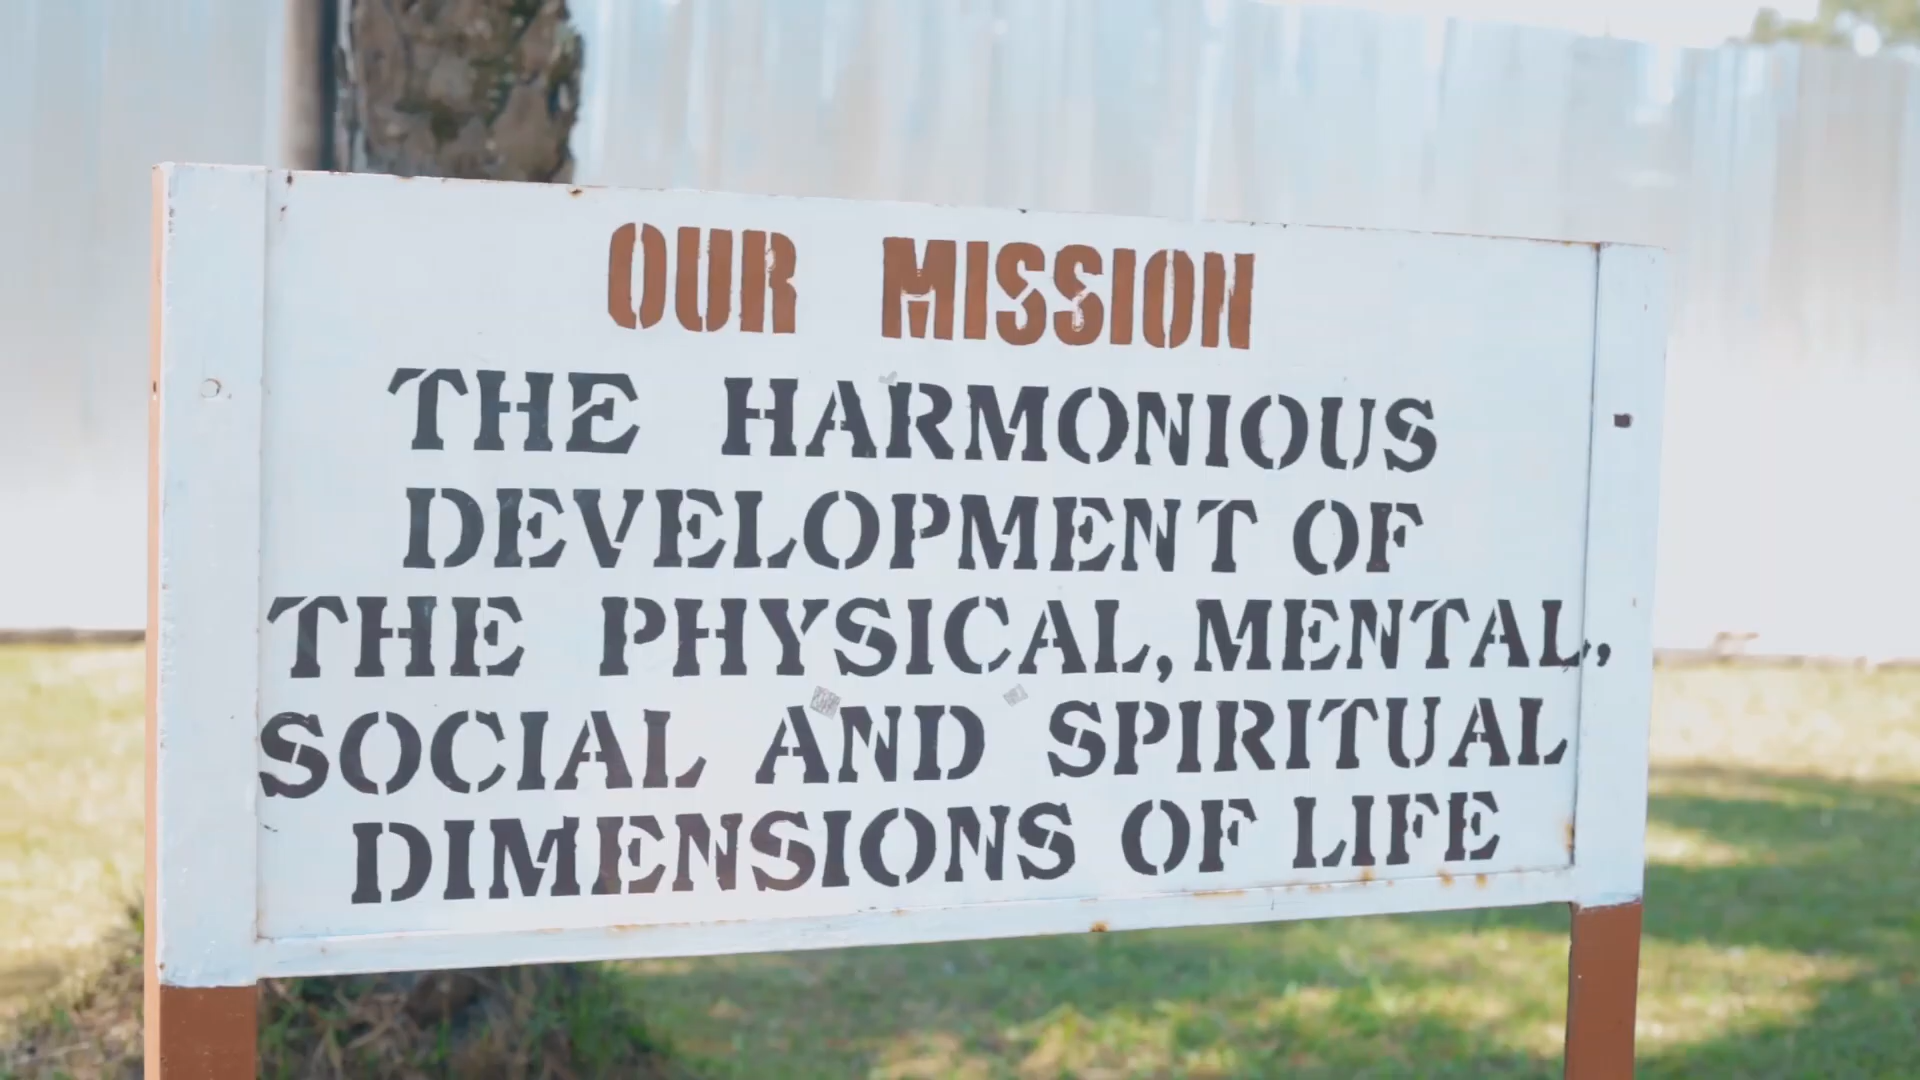 OUR MISSION
THE HARMONIOUS
DEVELOPMENT OF
THE PHYSICAL, MENTAL,
SOCIAL AND SPIRITUAL
DIMENSIONS OF LIFE